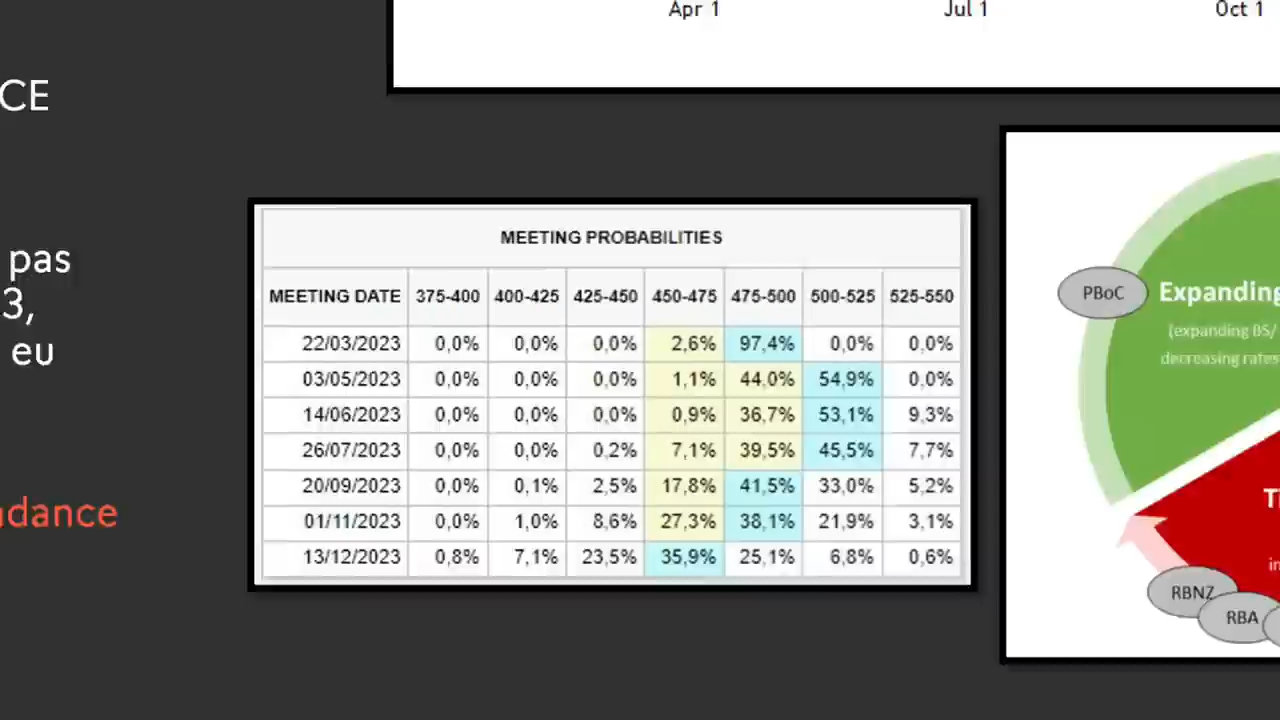 Apr 1 Jul 1 Oct 1
CE
pas
3,
eu
MEETING PROBABILITIES
MEETING DATE 375-400 400-425 425-450 450-475 475-500 500-525 525-550
22/03/2023 0,0% 0,0% 0,0% 2,6% 97,4% 0,0% 0,0%
03/05/2023 0,0% 0,0% 0,0% 1,1% 44,0% 54,9% 0,0%
14/06/2023 0,0% 0,0% 0,0% 0,9% 36,7% 53,1% 9,3%
26/07/2023 0,0% 0,0% 0,2% 7,1% 39,5% 45,5% 7,7%
20/09/2023 0,0% 0,1% 2,5% 17,8% 41,5% 33,0% 5,2%
01/11/2023 0,0% 1,0% 8,6% 27,3% 38,1% 21,9% 3,1%
13/12/2023 0,8% 7,1% 23,5% 35,9% 25,1% 6,8% 0,6%
PBoC
Expanding
(expanding BS/
decreasing rates
RBNZ
RBA
dance